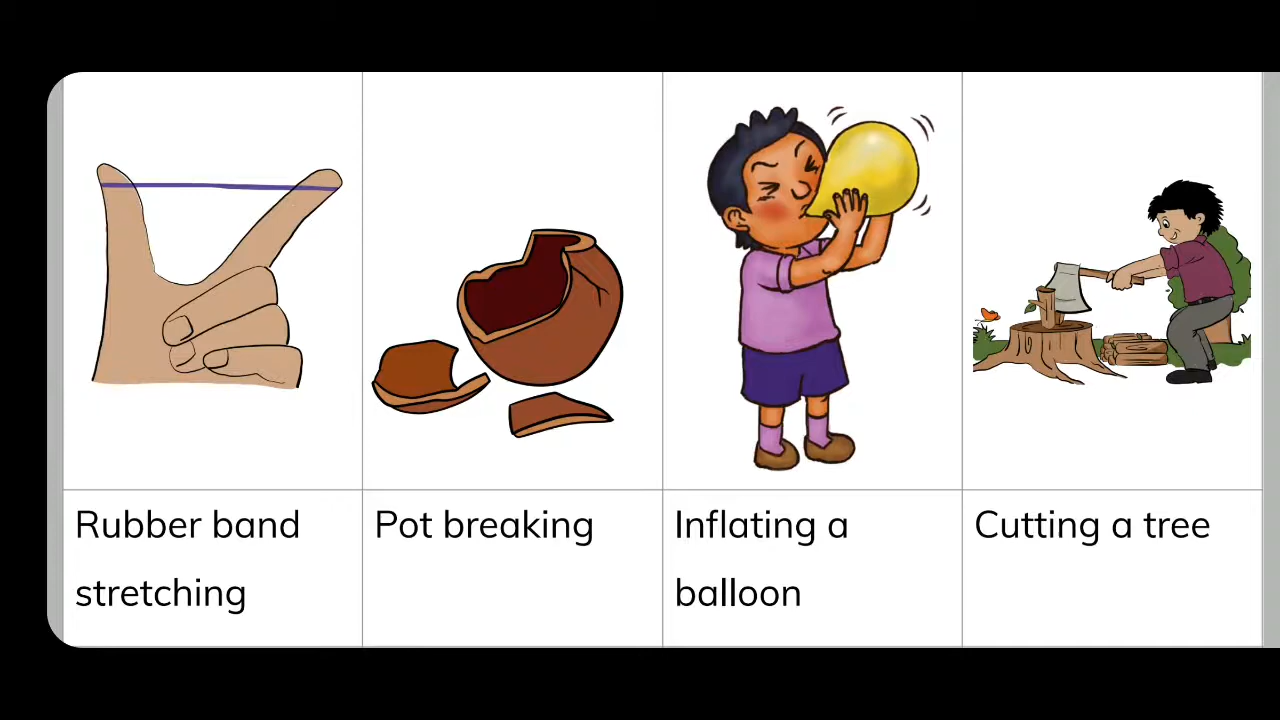 Rubber band
stretching
Pot breaking
Inflating a
balloon
Cutting a tree